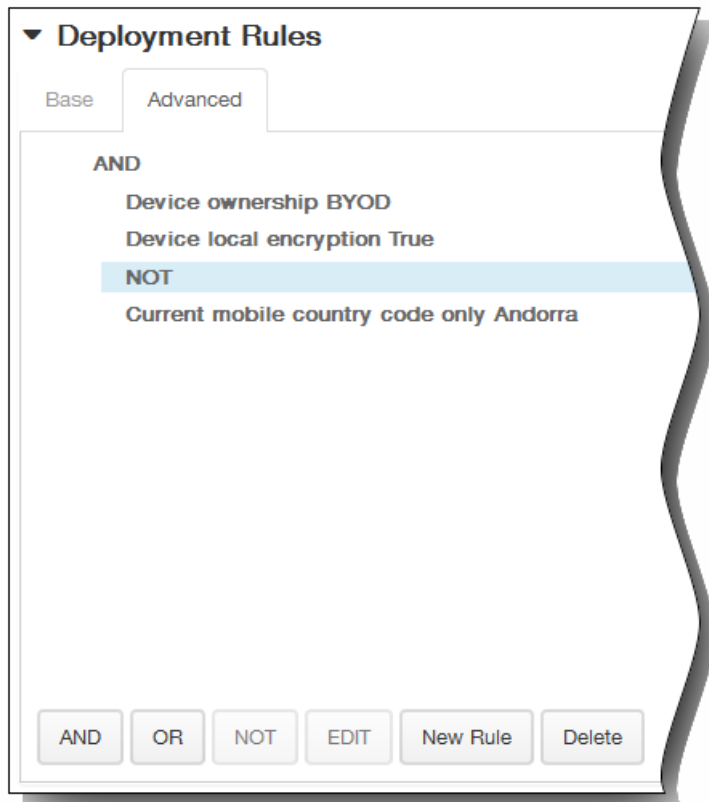 Deployment Rules
Base Advanced
AND
Device ownership BYOD
Device local encryption True
NOT
Current mobile country code only Andorra
AND OR NOT EDIT New Rule Delete